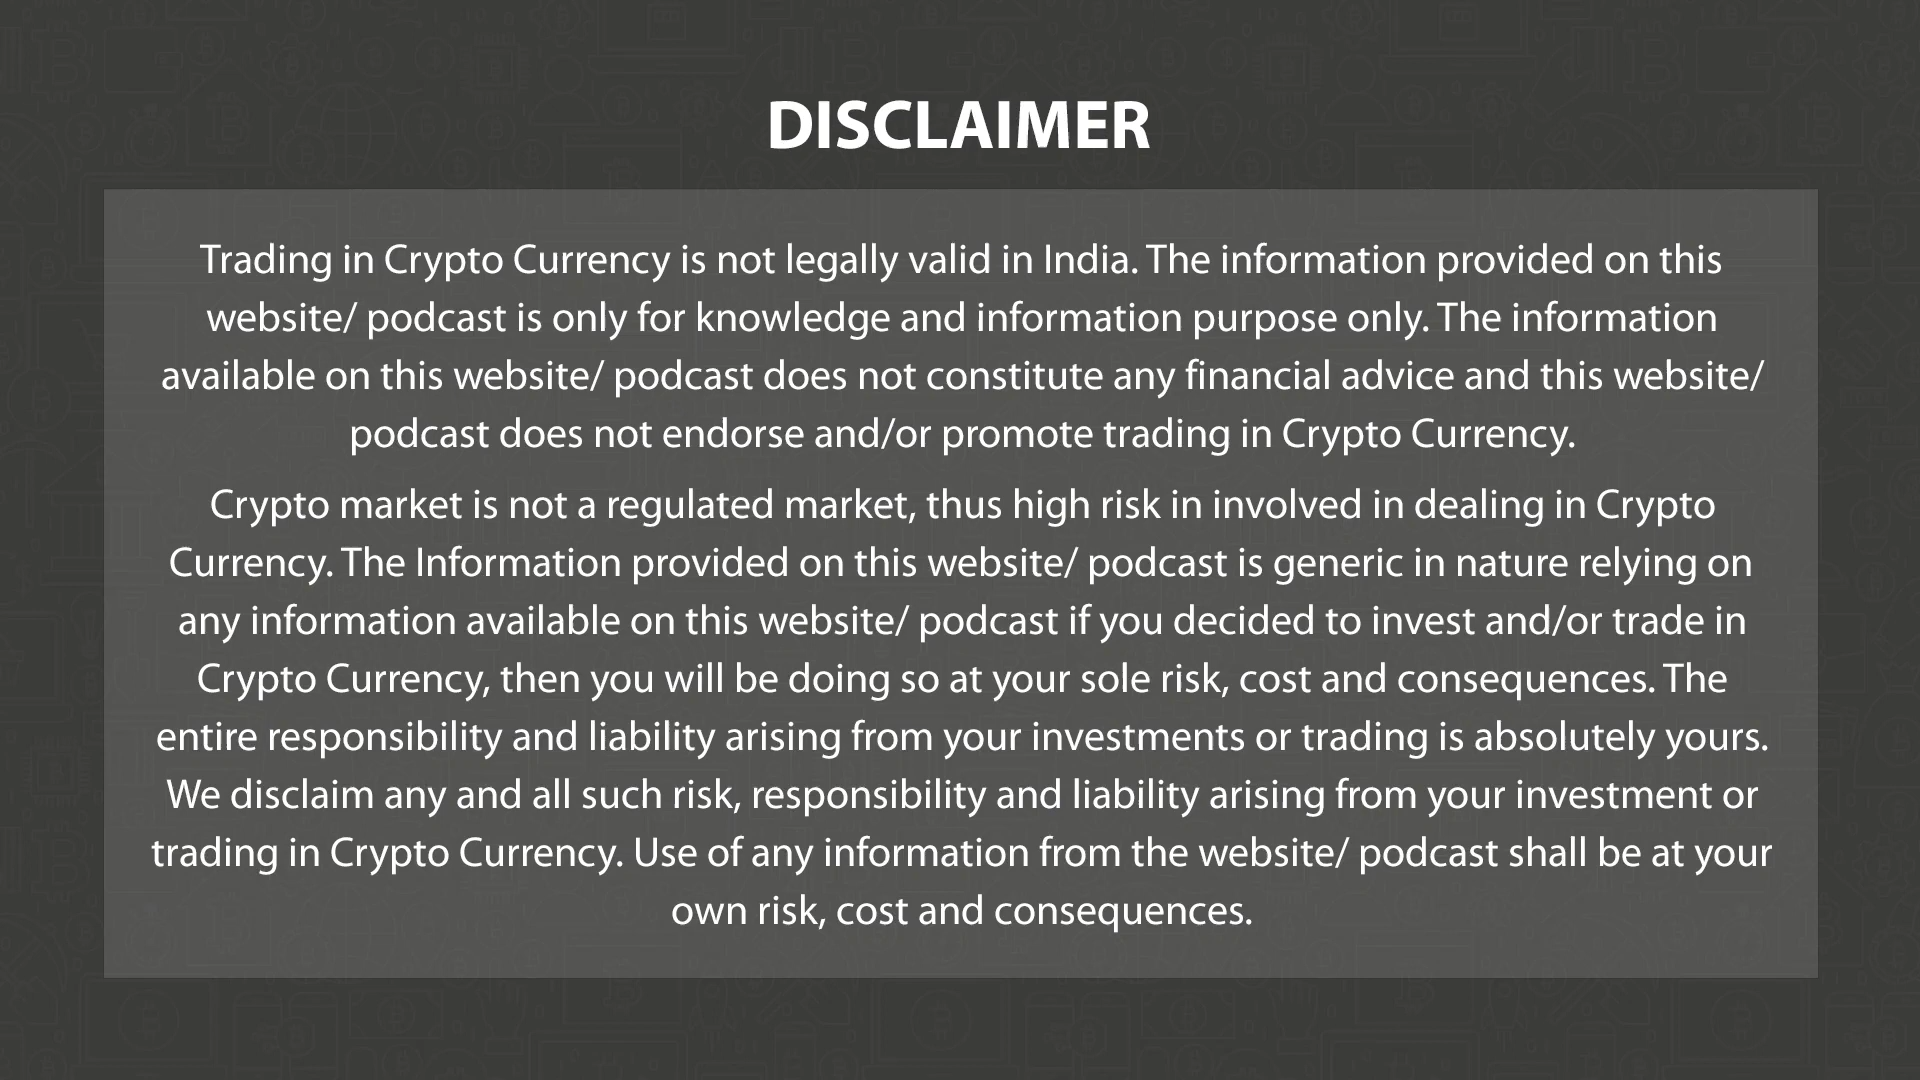 DISCLAIMER
Trading in Crypto Currency is not legally valid in India. The information provided on this
website/ podcast is only for knowledge and information purpose only. The information
available on this website/ podcast does not constitute any financial advice and this website/
podcast does not endorse and/or promote trading in Crypto Currency.
Crypto market is not a regulated market, thus high risk in involved in dealing in Crypto
Currency. The Information provided on this website/ podcast is generic in nature relying on
any information available on this website/ podcast if you decided to invest and/or trade in
Crypto Currency, then you will be doing so at your sole risk, cost and consequences. The
entire responsibility and liability arising from your investments or trading is absolutely yours.
We disclaim any and all such risk, responsibility and liability arising from your investment or
trading in Crypto Currency. Use of any information from the website/ podcast shall be at your
own risk, cost and consequences.